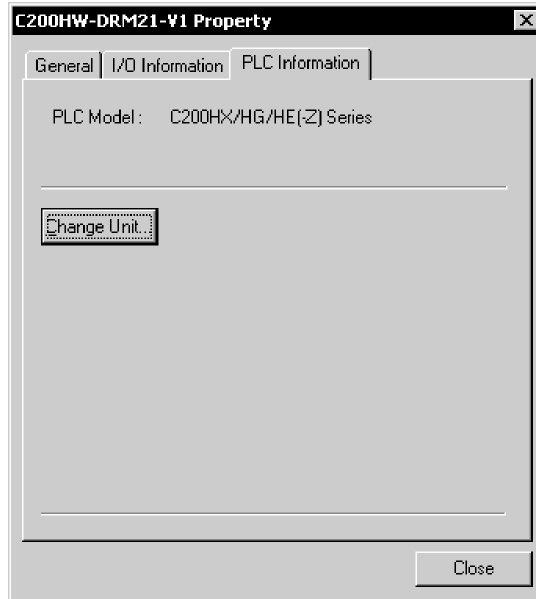 C200HW-DRM21-V1 Property
General I/O Information PLC Information
PLC Model : C200HX/HG/HE(-Z) Series
Change Unit...
Close